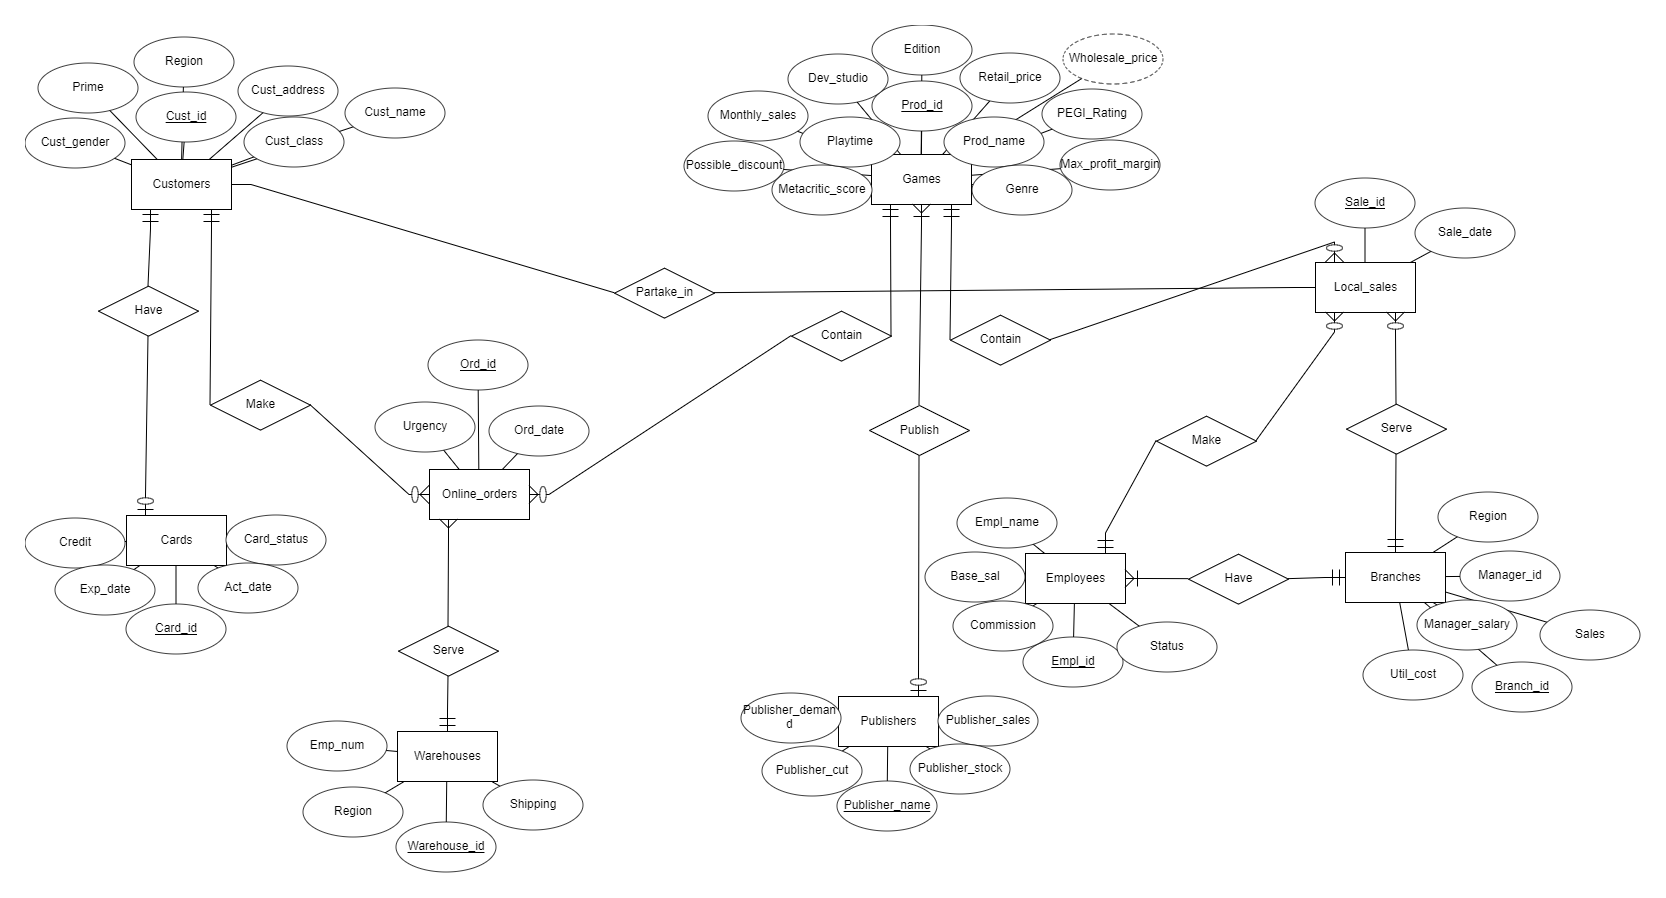 Edition
Region
Wholesale_price
Dev_studio
Retail_price
Prime
Cust_address
Prod_id
Cust_name
Monthly_sales
PEGI_Rating
Cust_id
Cust_gender
Cust_class
Playtime
Prod_name
Possible_discount
Max_profit_margin
Customers
Games
Metacritic_score
Genre
Sale_id
Sale_date
Partake_in
Local_sales
Have
Contain
Contain
Ord_id
Make
Urgency
Ord_date
Publish
Serve
Make
Online_orders
Region
Empl_name
Credit
Cards
Card_status
Base_sal
Employees
Have
Branches
Manager_id
Exp_date
Act_date
Commission
Manager_salary
Card_id
Status
Sales
Serve
Empl_id
Util_cost
Branch_id
Publisher_deman
d
Publishers
Publisher_sales
Emp_num
Warehouses
Publisher_cut
Publisher_stock
Region
Shipping
Publisher_name
Warehouse_id